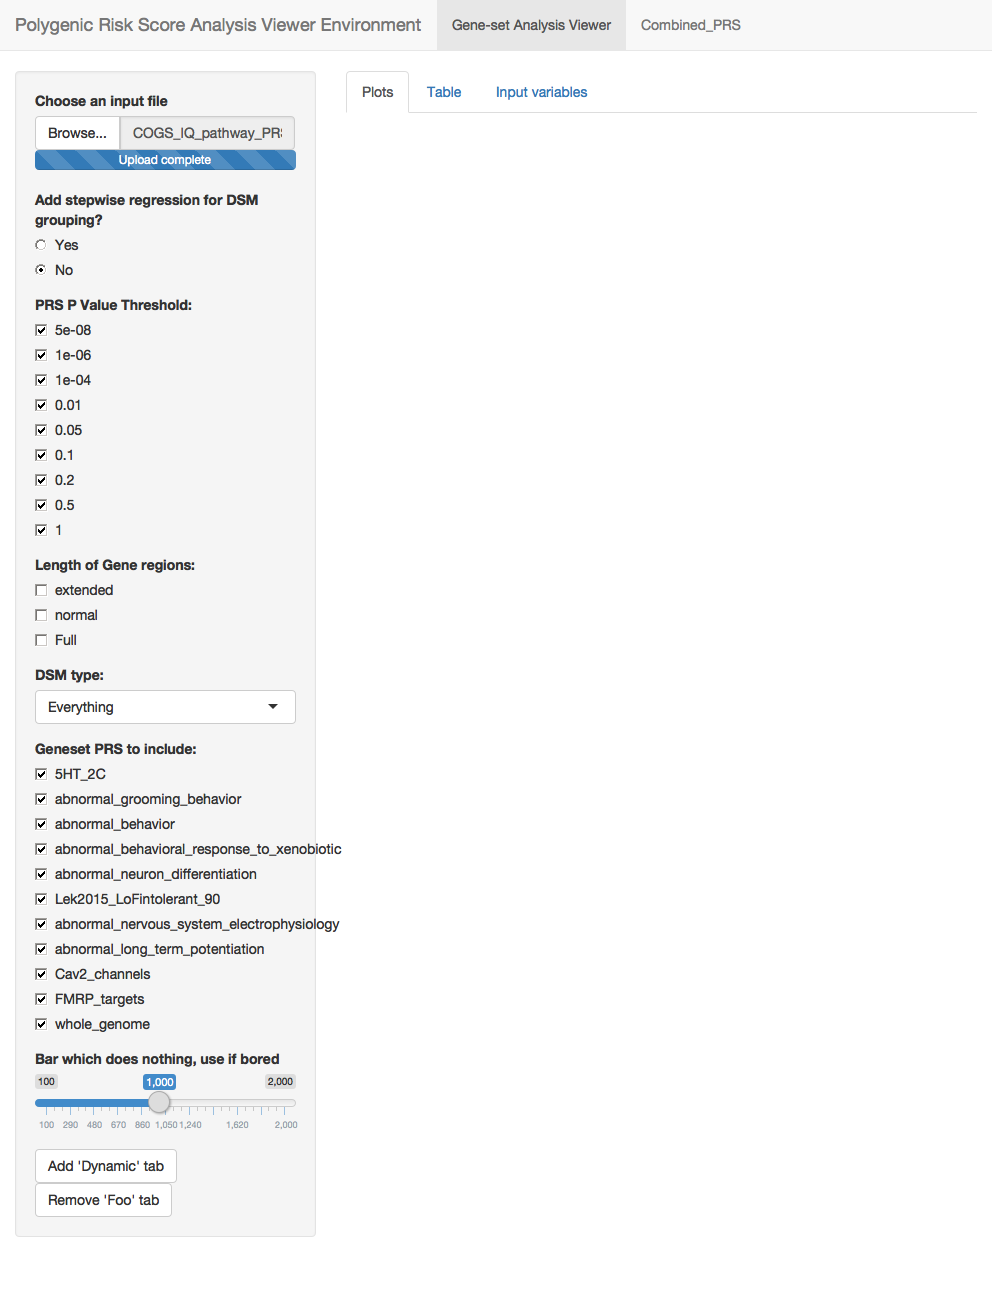 Polygenic Risk Score Analysis Viewer Environment
Gene-set Analysis Viewer
Combined_PRS
Choose an input file
Browse...
COGS_IQ_pathway_PR
Upload complete
Add stepwise regression for DSM
grouping?
Yes
No
PRS P Value Threshold:
5e-08
1e-06
1e-04
0.01
0.05
0.1
0.2
0.5
1
Length of Gene regions:
extended
normal
Full
DSM type:
Everything
Geneset PRS to include:
5HT_2C
abnormal_grooming_behavior
abnormal_behavior
abnormal_behavioral_response_to_xenobiotic
abnormal_neuron_differentiation
Lek2015_LoFintolerant_90
abnormal_nervous_system_electrophysiology
abnormal_long_term_potentiation
Cav2_channels
FMRP_targets
whole_genome
Bar which does nothing, use if bored
100 1,000 2,000
100 290 480 670 860 1,050 1,240 1,620 2,000
Add 'Dynamic' tab
Remove 'Foo' tab
Plots
Table
Input variables